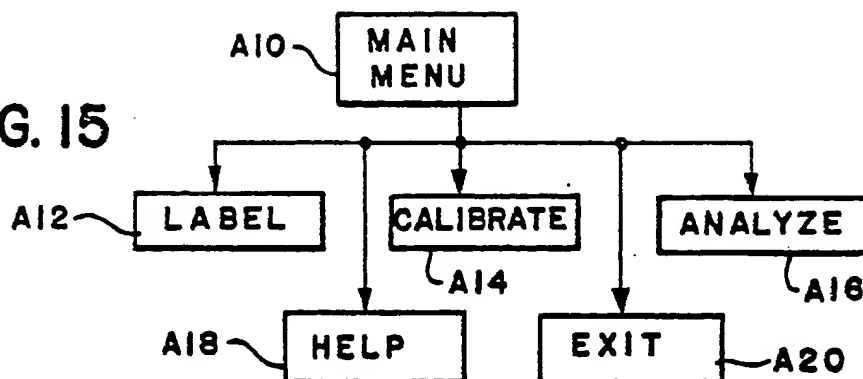 A10
MAIN
MENU
G. 15
A12
LABEL
CALIBRATE
ANALYZE
A14
A16
A18
HELP
EXIT
A20